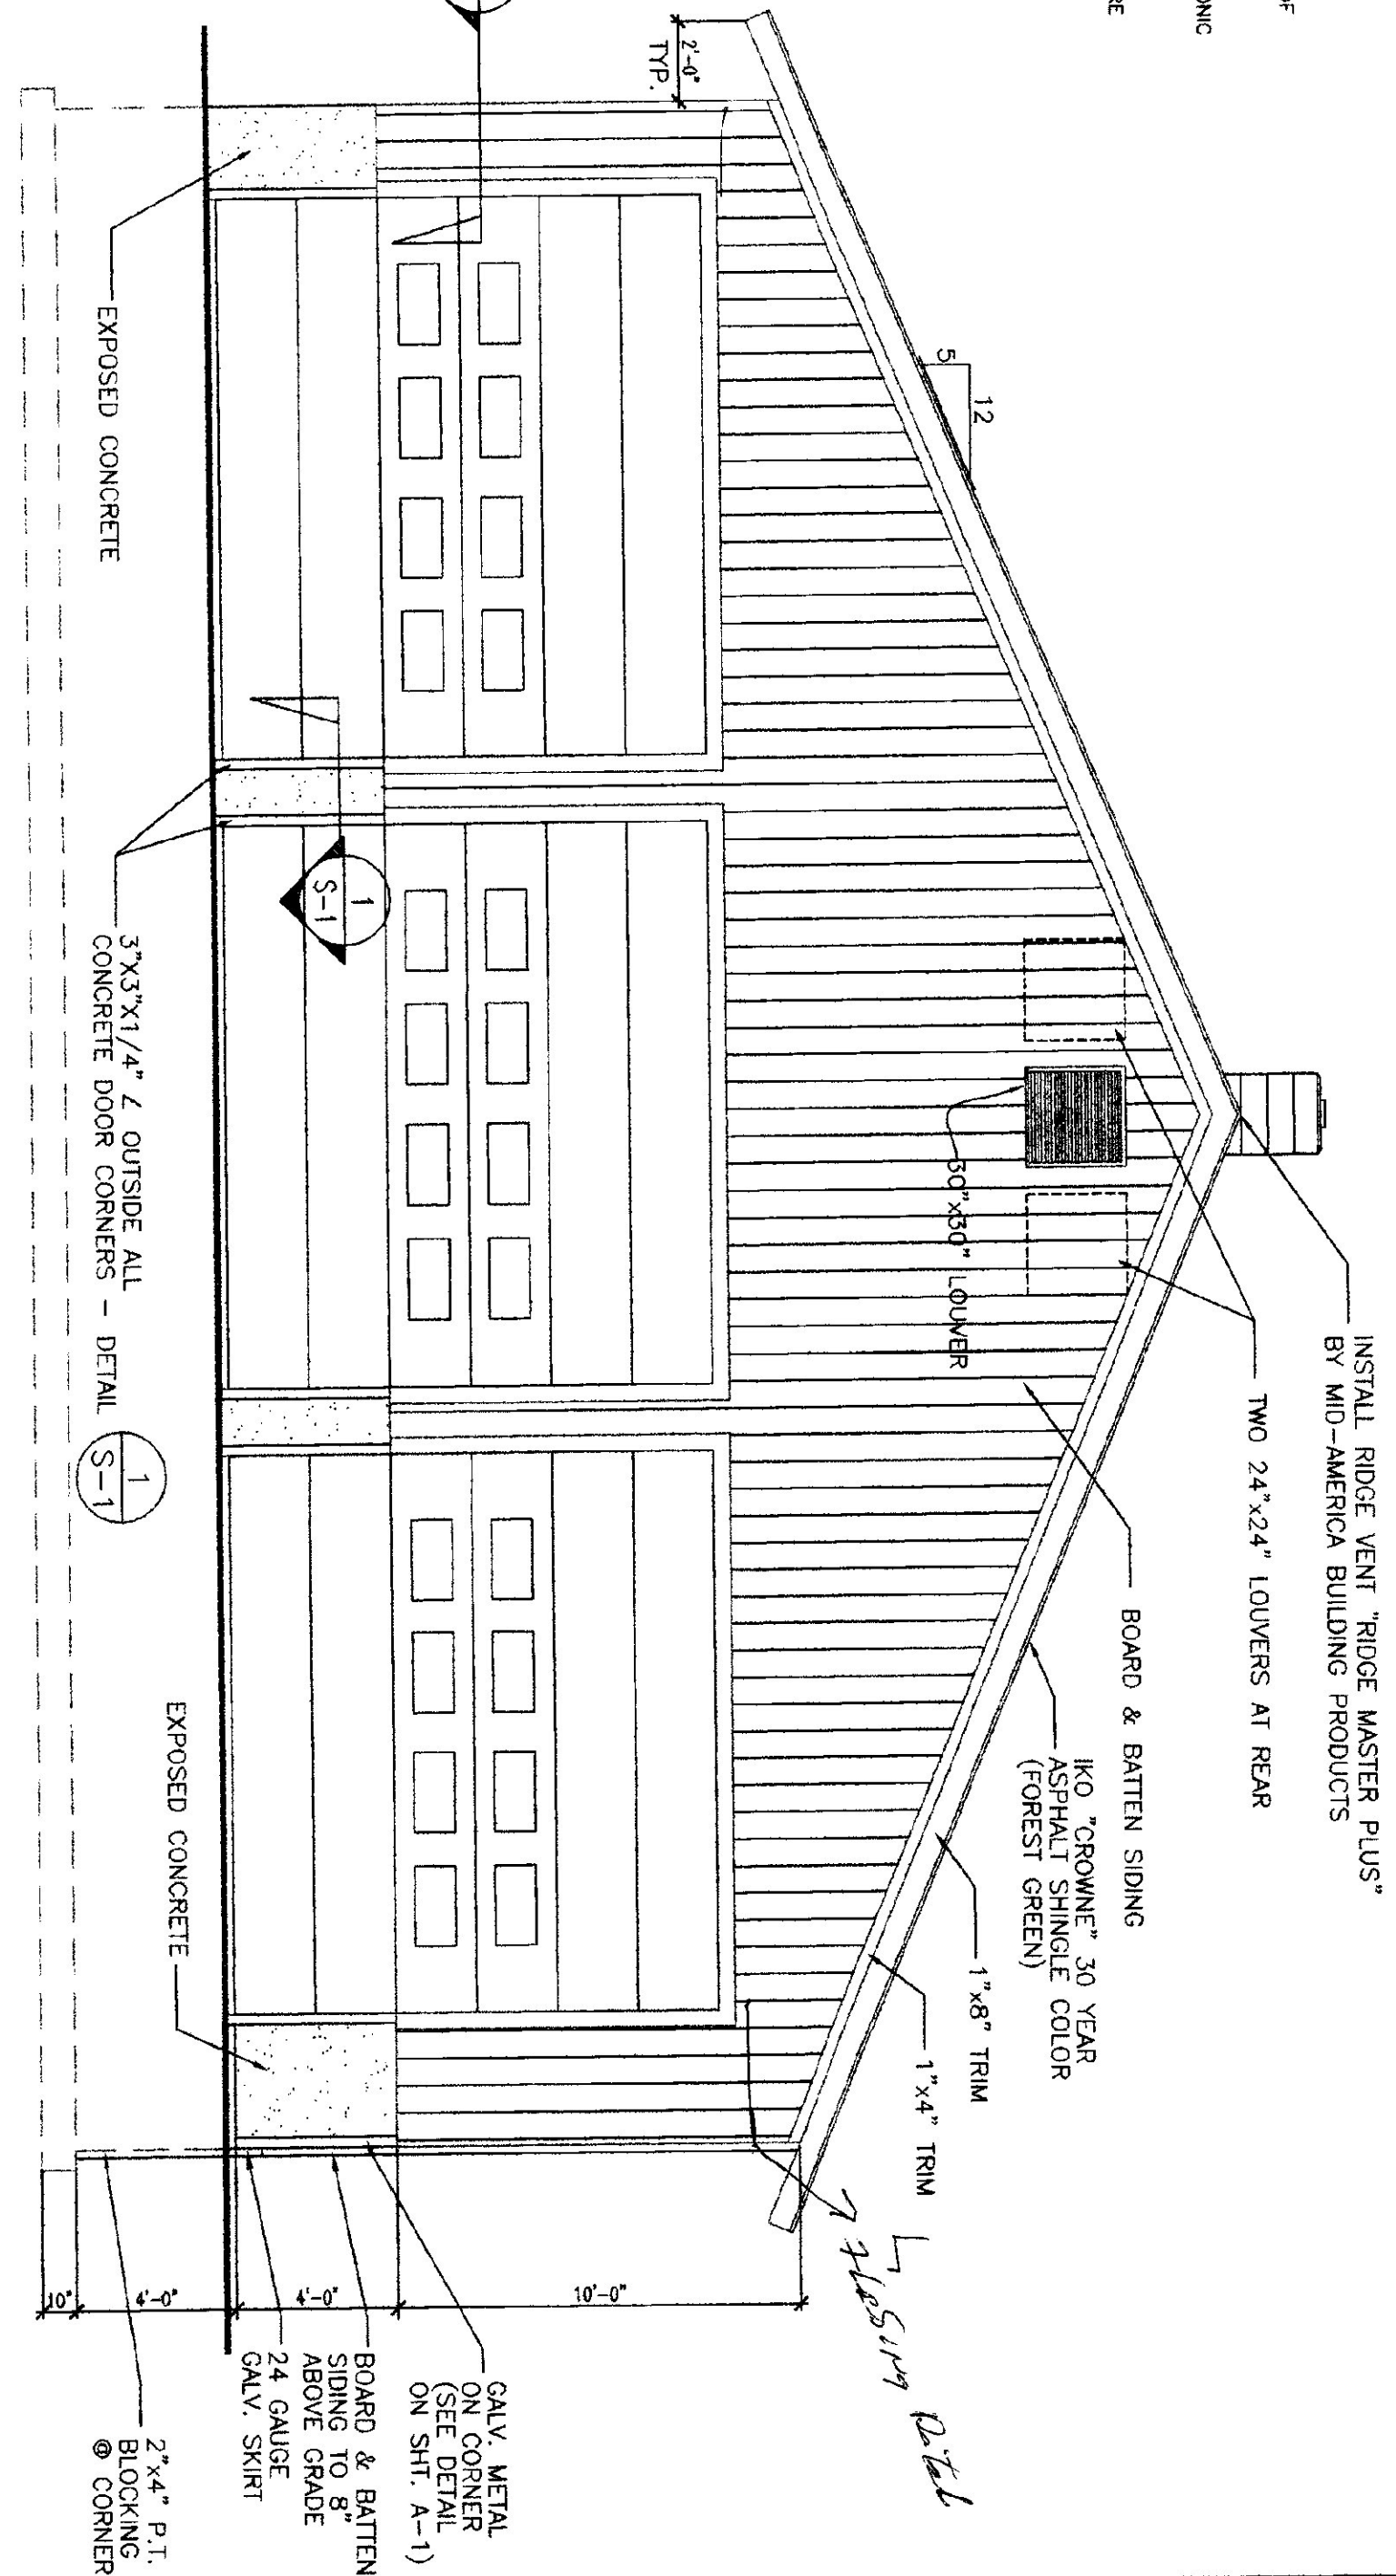 OF
ONIC
RE
2'-0"
TYP.
5
12
INSTALL RIDGE VENT "RIDGE MASTER PLUS"
BY MID-AMERICA BUILDING PRODUCTS
TWO 24"x24" LOUVERS AT REAR
BOARD & BATTEN SIDING
IKO "CROWNE" 30 YEAR
ASPHALT SHINGLE COLOR
(FOREST GREEN)
1"x8" TRIM
1"x4" TRIM
30"x30" LOUVER
1
S-1
EXPOSED CONCRETE
3"X3"X1/4" ∠ OUTSIDE ALL
CONCRETE DOOR CORNERS - DETAIL
1
S-1
EXPOSED CONCRETE
10'-0"
4'-0"
4'-0"
10"
GALV. METAL
ON CORNER
(SEE DETAIL
ON SHT. A-1)
BOARD & BATTEN
SIDING TO 8"
ABOVE GRADE
24 GAUGE
GALV. SKIRT
2"x4" P.T.
BLOCKING
@ CORNER